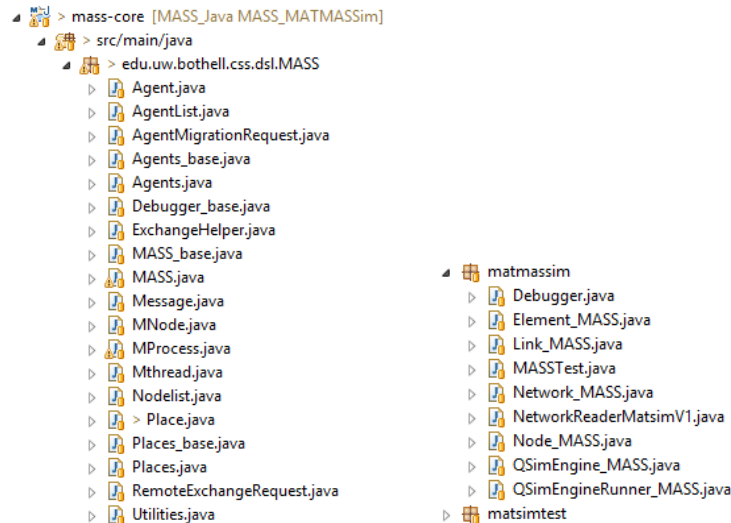 > mass-core [MASS_Java MASS_MATMASSim]
> src/main/java
> edu.uw.bothell.css.dsl.MASS
Agent.java
AgentList.java
AgentMigrationRequest.java
Agents_base.java
Agents.java
Debugger_base.java
ExchangeHelper.java
MASS_base.java
MASS.java
Message.java
MNode.java
MProcess.java
Mthread.java
Nodelist.java
> Place.java
Places_base.java
Places.java
RemoteExchangeRequest.java
Utilities.java
matmassim
Debugger.java
Element_MASS.java
Link_MASS.java
MASSTest.java
Network_MASS.java
NetworkReaderMatsimV1.java
Node_MASS.java
QSimEngine_MASS.java
QSimEngineRunner_MASS.java
matsimtest